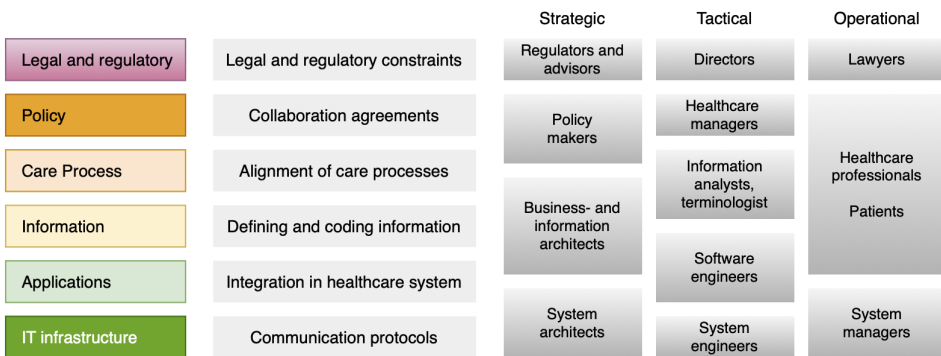 Strategic
Tactical
Operational
Legal and regulatory
Legal and regulatory constraints
Regulators and
advisors
Directors
Lawyers
Policy
Collaboration agreements
Policy
makers
Healthcare
managers
Healthcare
professionals
Patients
Care Process
Alignment of care processes
Information
analysts,
terminologist
Business- and
information
architects
Information
Defining and coding information
Software
engineers
Applications
Integration in healthcare system
System
architects
System
managers
IT infrastructure
Communication protocols
System
engineers